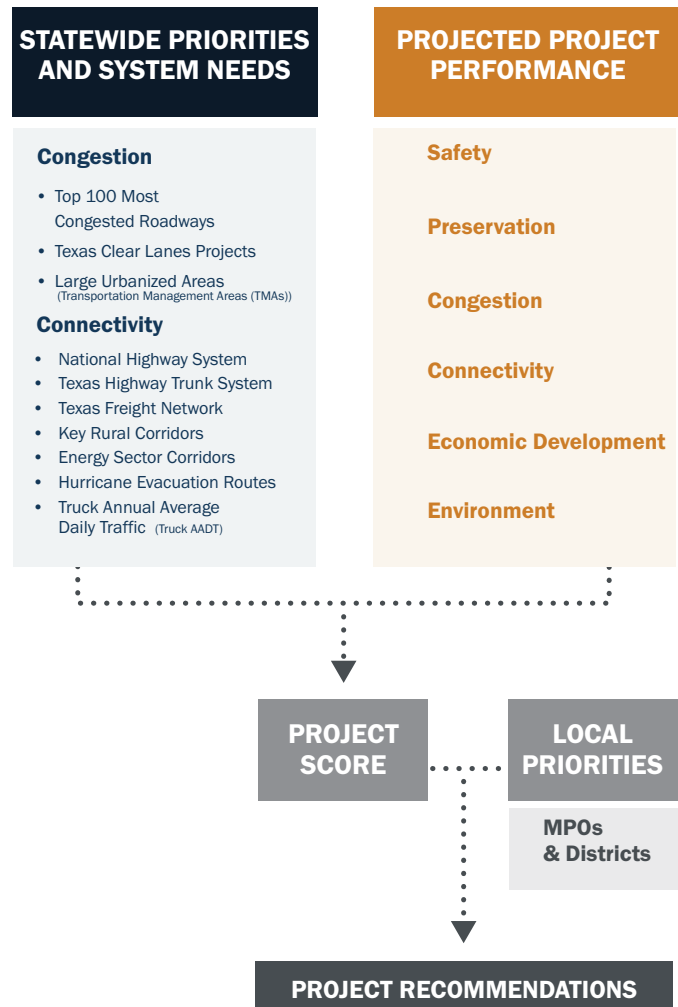 STATEWIDE PRIORITIES
AND SYSTEM NEEDS
Congestion
• Top 100 Most
Congested Roadways
• Texas Clear Lanes Projects
• Large Urbanized Areas
(Transportation Management Areas (TMAs))
Connectivity
• National Highway System
• Texas Highway Trunk System
• Texas Freight Network
• Key Rural Corridors
• Energy Sector Corridors
• Hurricane Evacuation Routes
• Truck Annual Average
Daily Traffic (Truck AADT)
PROJECTED PROJECT
PERFORMANCE
Safety
Preservation
Congestion
Connectivity
Economic Development
Environment
PROJECT
SCORE
LOCAL
PRIORITIES
MPOs
& Districts
PROJECT RECOMMENDATIONS